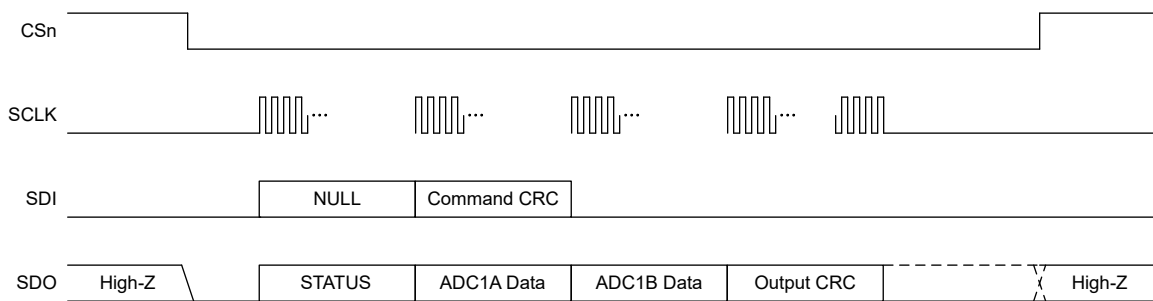 CSn
SCLK ... ... ... ...
SDI NULL Command CRC
SDO High-Z STATUS ADC1A Data ADC1B Data Output CRC High-Z